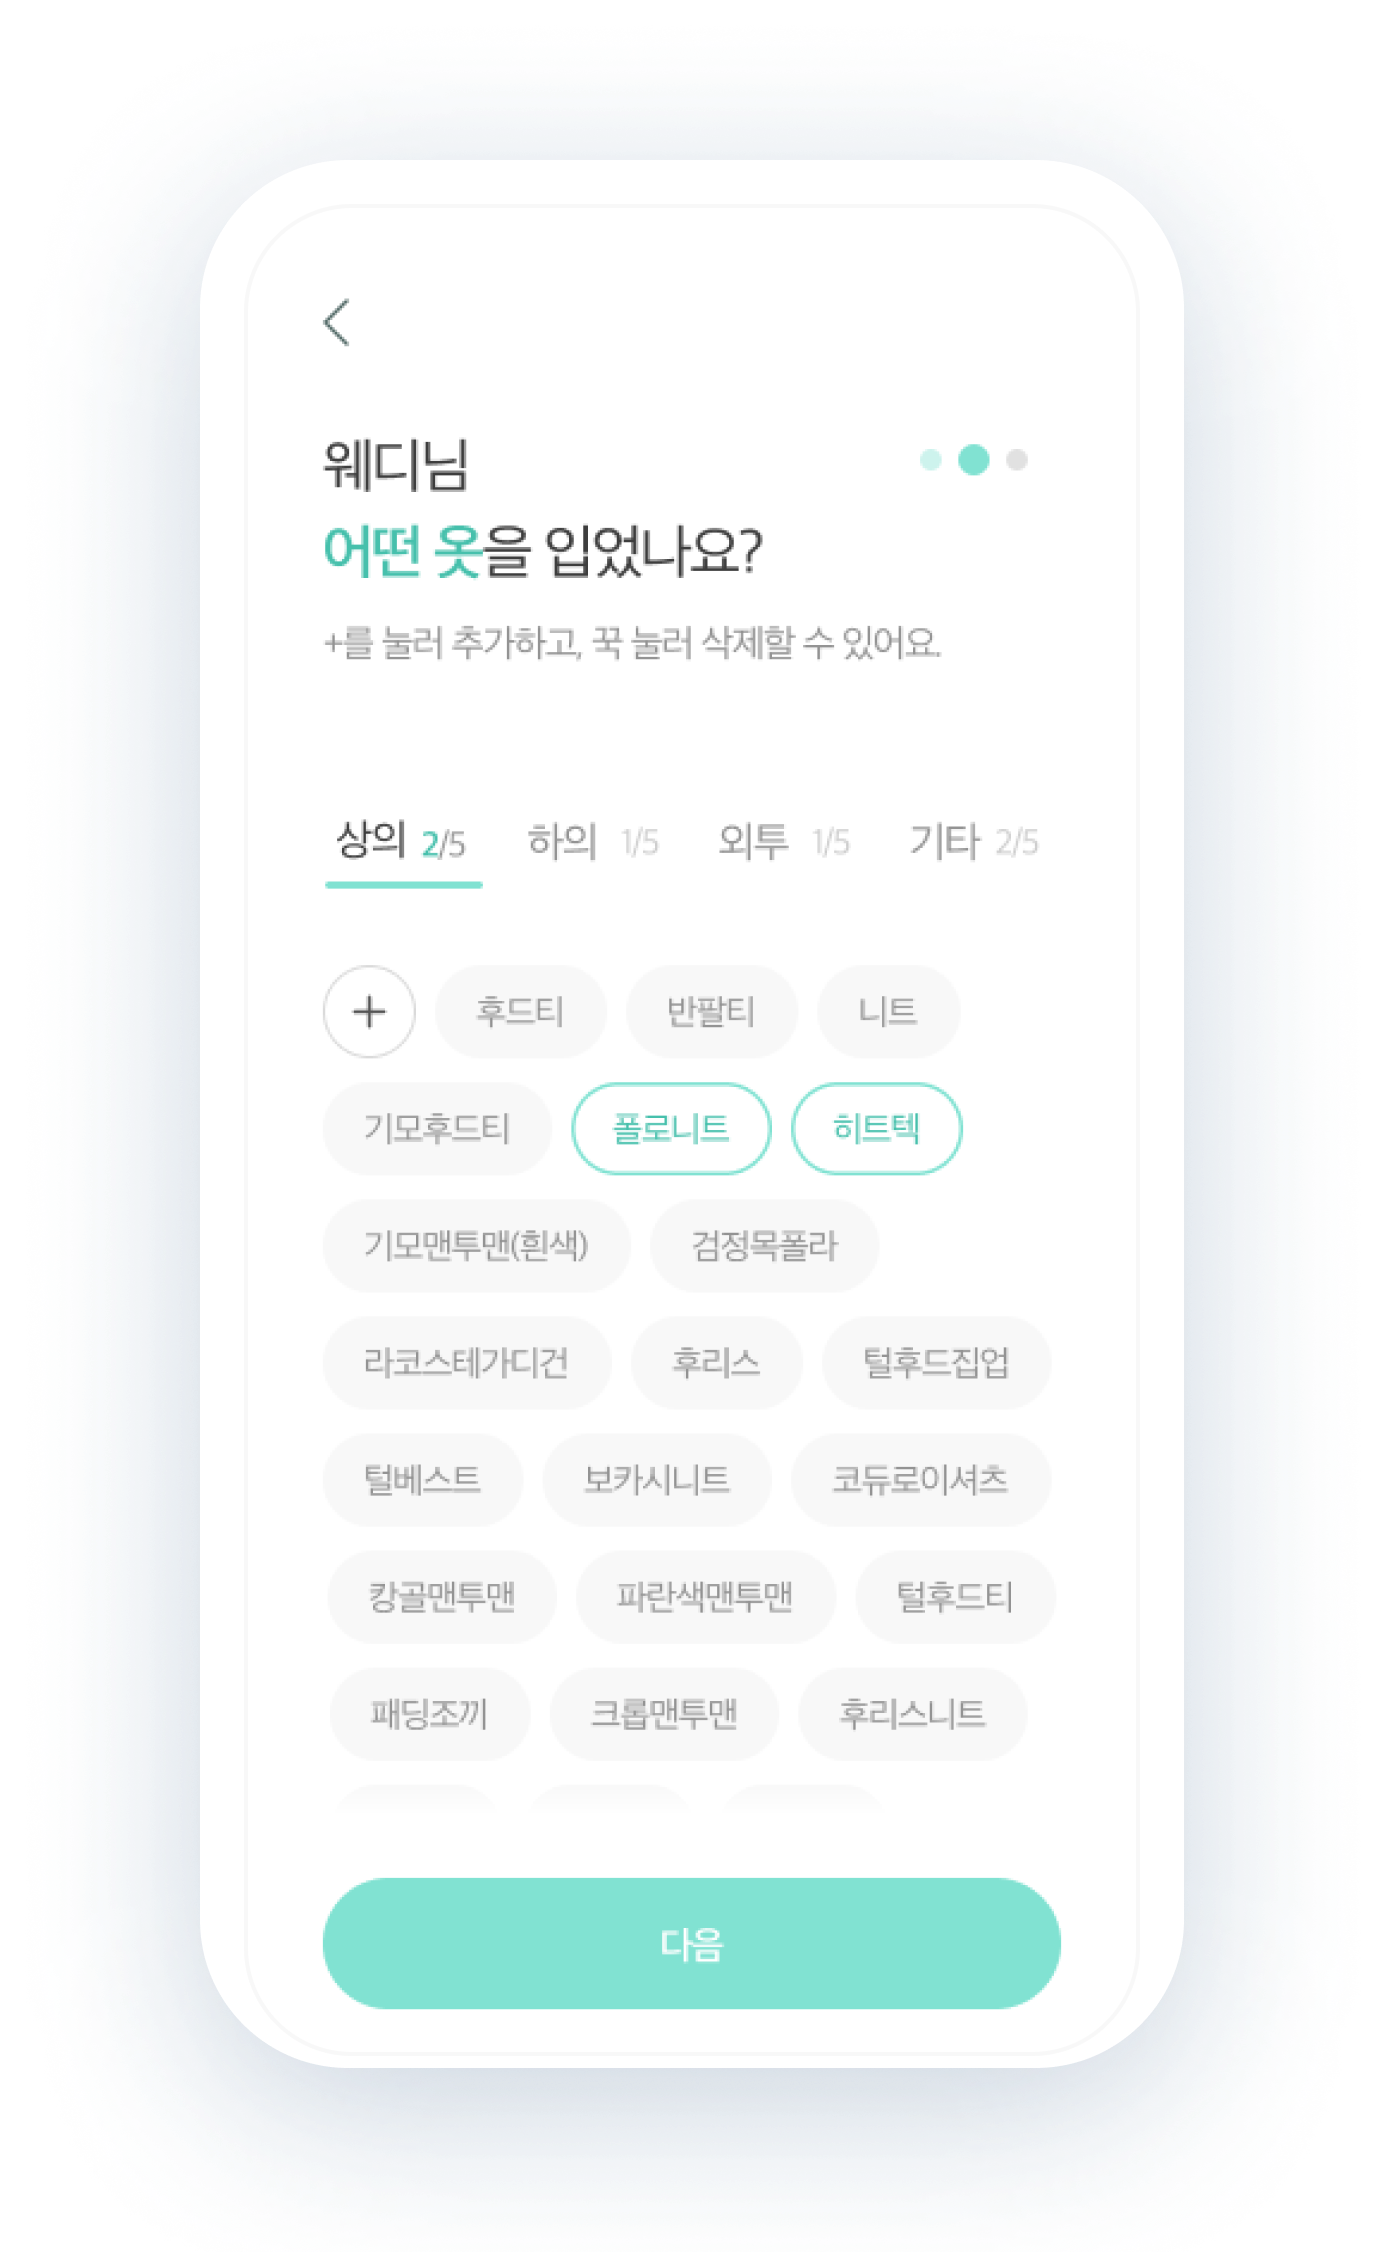 웨디님
어떤 옷을 입었나요?
+를 눌러 추가하고, 꾹 눌러 삭제할 수 있어요.
상의 2/5 하의 1/5 외투 1/5 기타 2/5
+ 후드티 반팔티 니트
기모후드티 폴로니트 히트텍
기모맨투맨(흰색) 검정목폴라
라코스테가디건 후리스 털후드집업
털베스트 보카시니트 코듀로이셔츠
캉골맨투맨 파란색맨투맨 털후드티
패딩조끼 크롭맨투맨 후리스니트
다음